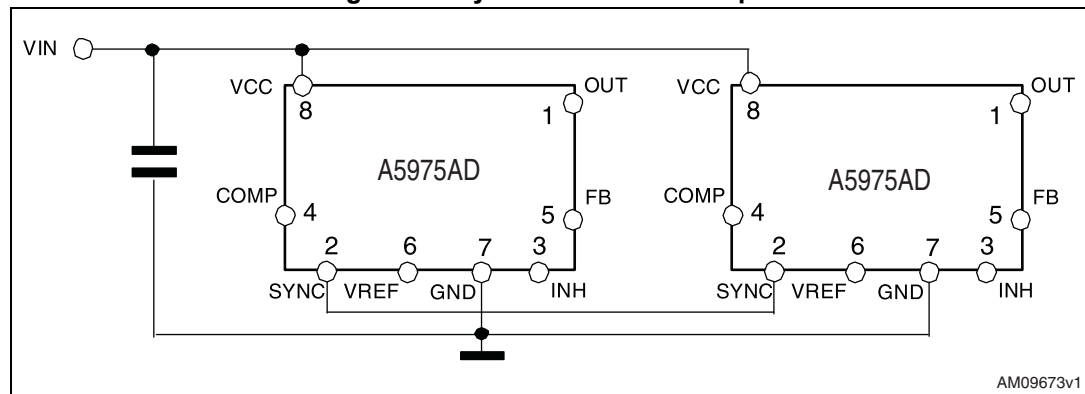 VIN
VCC
8
OUT
1
A5975AD
COMP
4
FB
5
2
6
7
3
SYNC
VREF
GND
INH
VCC
8
OUT
1
A5975AD
COMP
4
FB
5
2
6
7
3
SYNC
VREF
GND
INH
AM09673v1